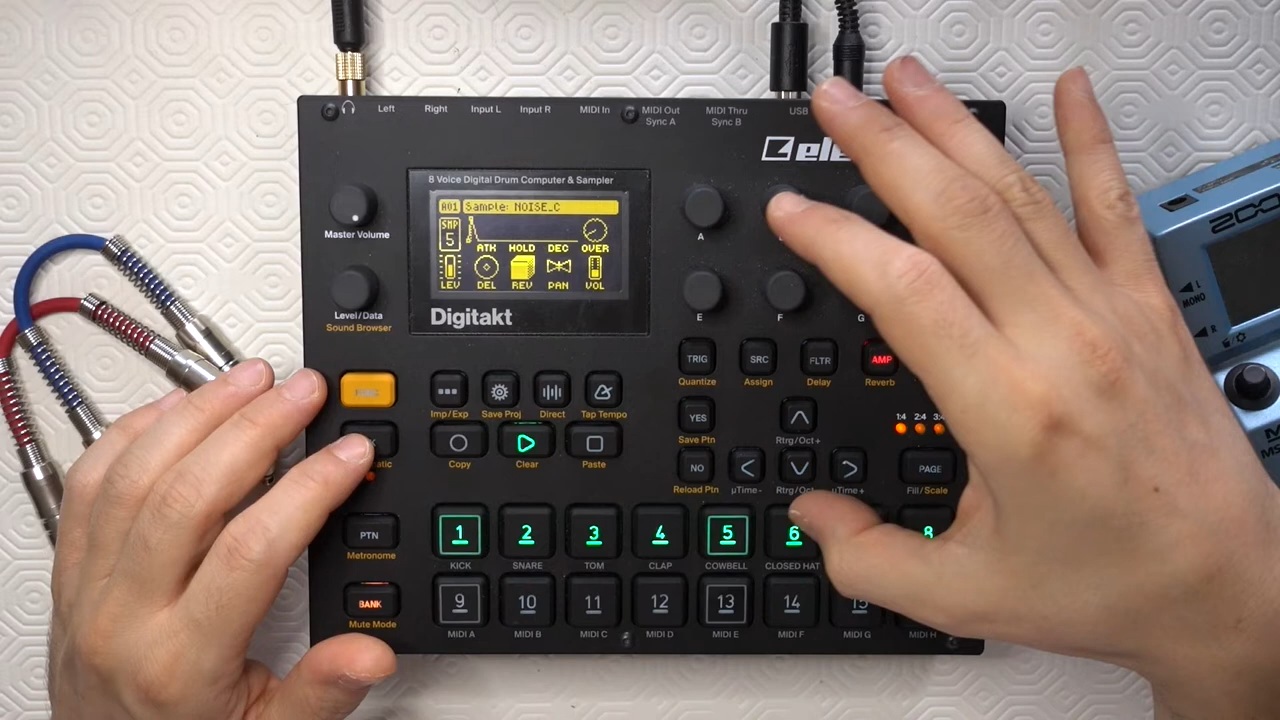 Left Right Input L Input R MIDI In MIDI Out MIDI Thru USB
Sync A Sync B
ele
8 Voice Digital Drum Computer & Sampler
A01 Sample: NOISE_C
SMP
5
ATK HOLD DEC OVER
LEV DEL REV PAN VOL
Digitakt
Master Volume
Level/Data
Sound Browser
A
E F G
TRIG SRC FLTR AMP
Quantize Assign Delay Reverb
Imp/Exp Save Proj Direct Tap Tempo
Copy Clear Paste
YES
Save Ptn
Rtrg/Oct+
1:4 2:4 3:4
NO
PAGE
Reload Ptn µTime- µTime+
Fill/Scale
PTN
Metronome
BANK
Mute Mode
1 2 3 4 5 6 8
KICK SNARE TOM CLAP COWBELL CLOSED HAT
9 10 11 12 13 14 15
MIDI A MIDI B MIDI C MIDI D MIDI E MIDI F MIDI G MIDI H
L
MONO
R